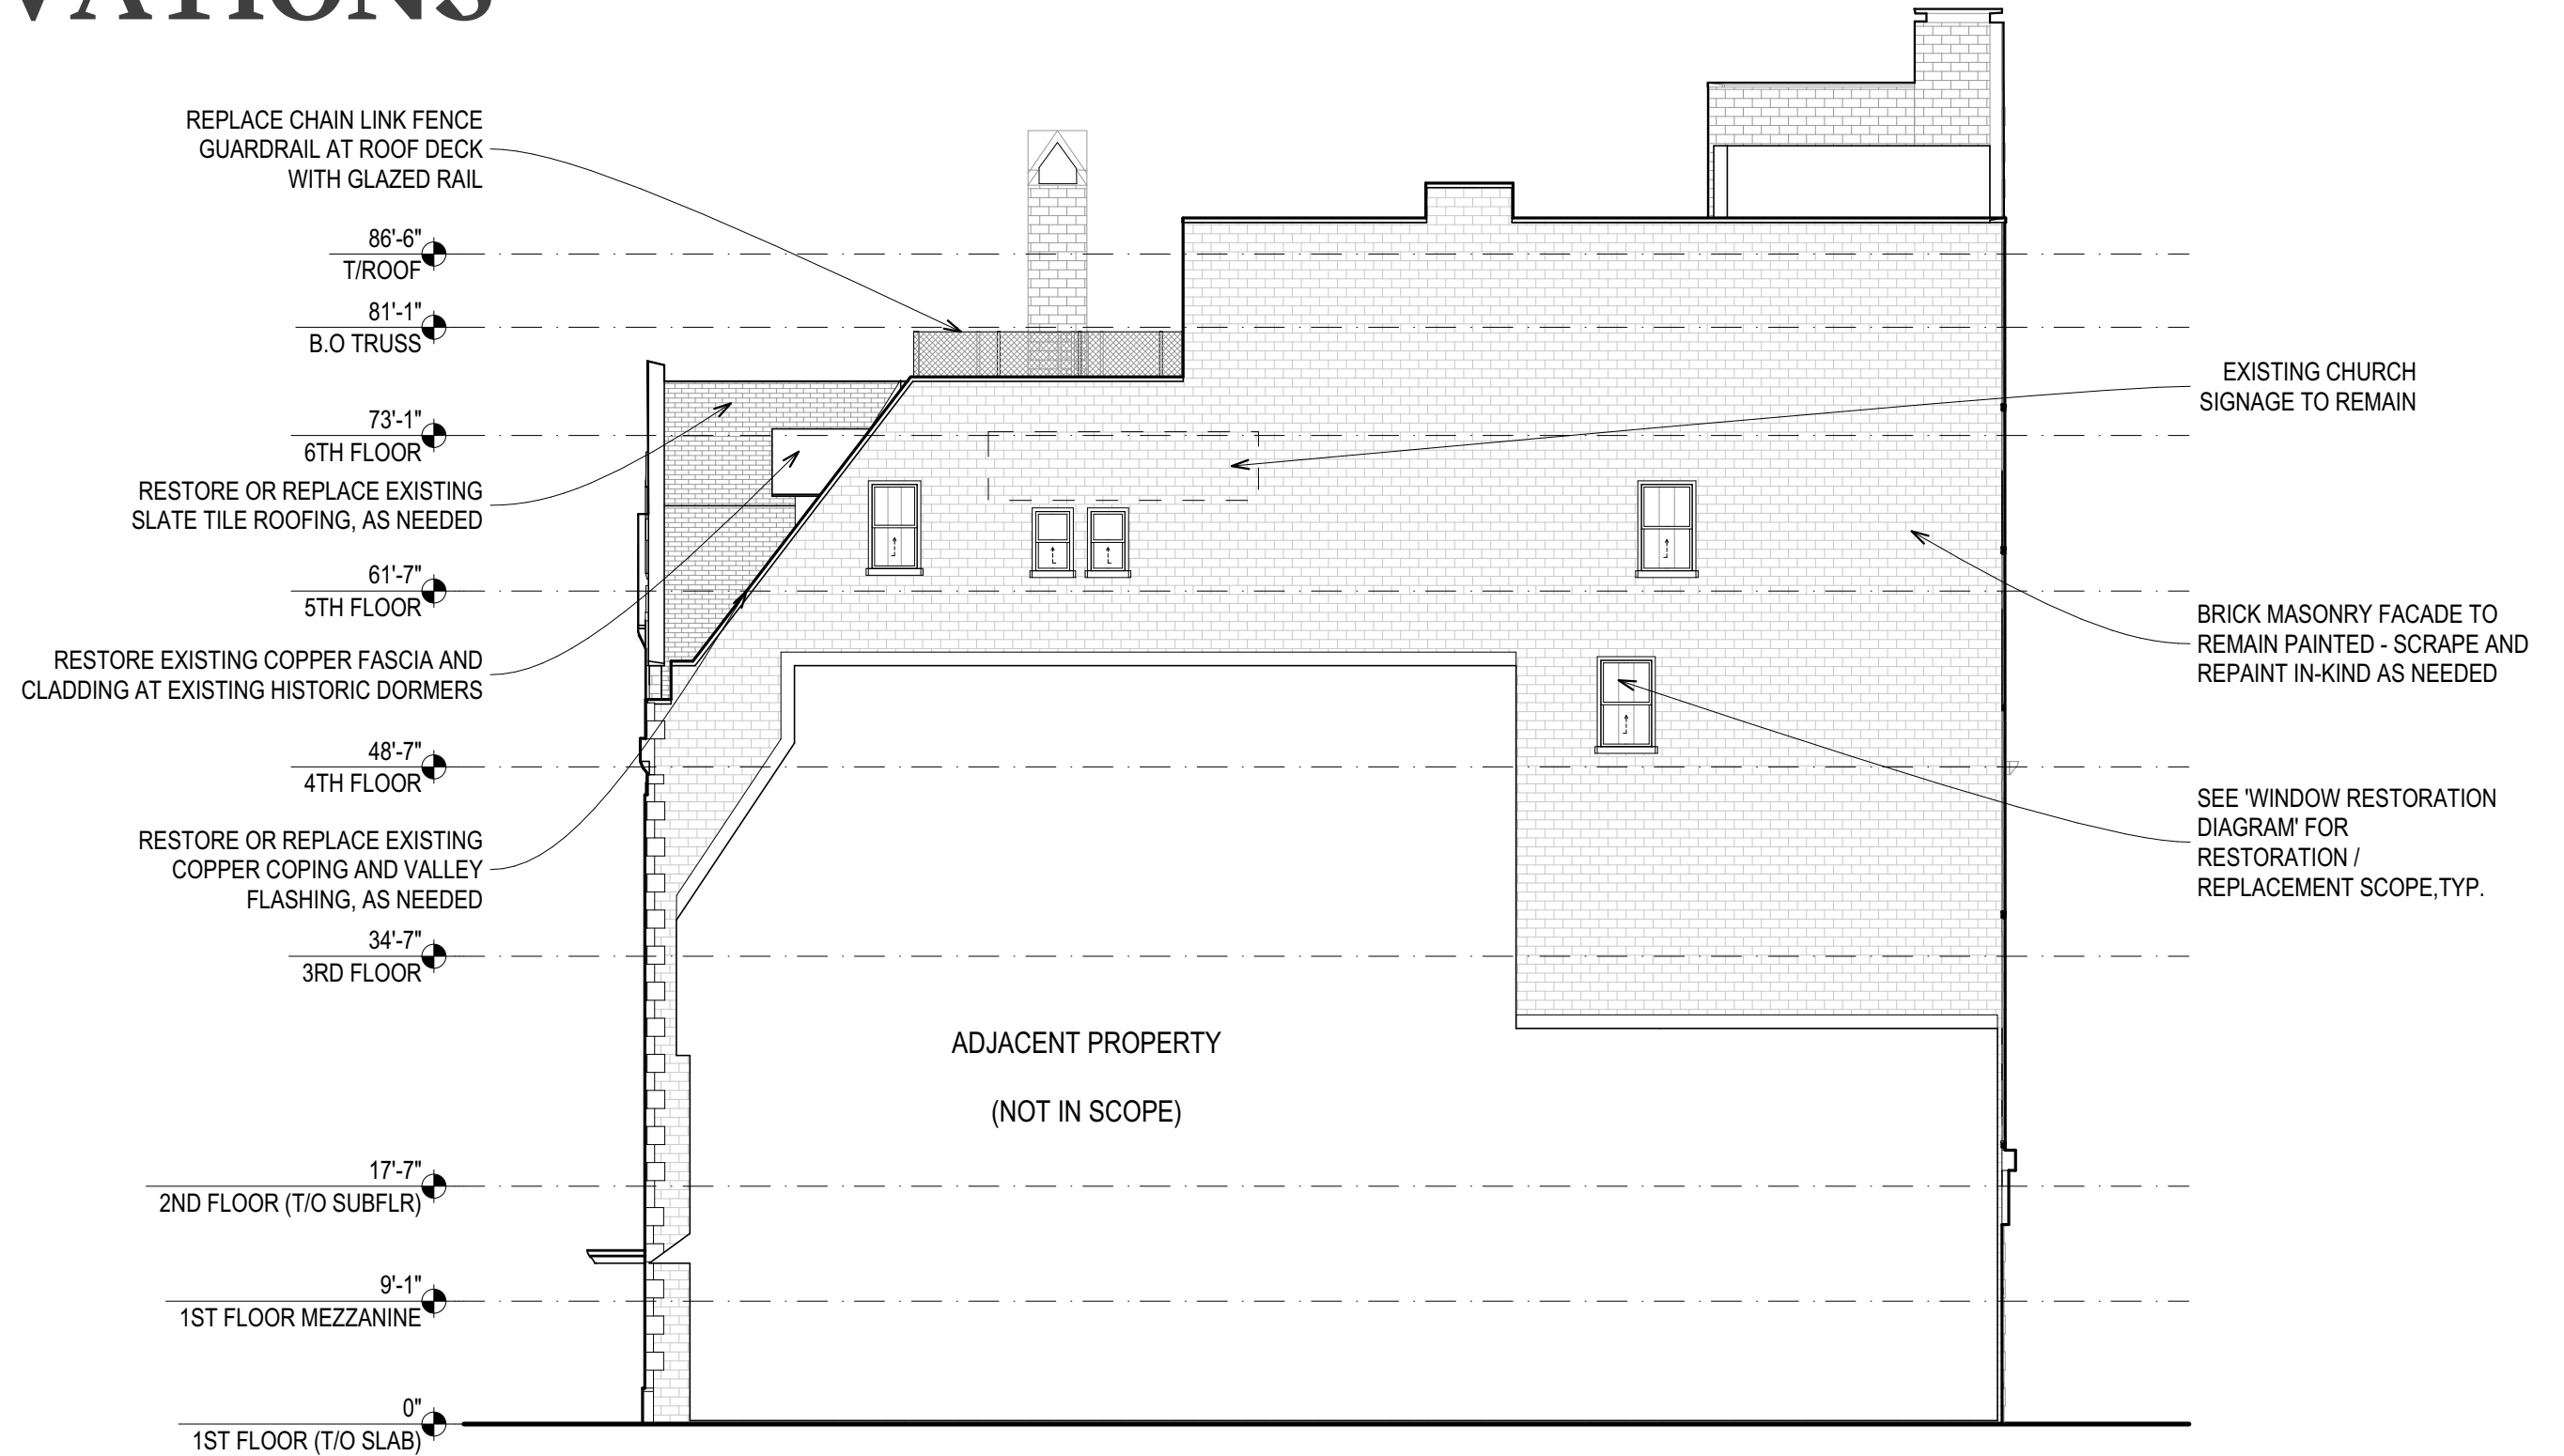 REPLACE CHAIN LINK FENCE
GUARDRAIL AT ROOF DECK
WITH GLAZED RAIL
86'-6"
T/ROOF
81'-1"
B.O TRUSS
73'-1"
6TH FLOOR
RESTORE OR REPLACE EXISTING
SLATE TILE ROOFING, AS NEEDED
61'-7"
5TH FLOOR
RESTORE EXISTING COPPER FASCIA AND
CLADDING AT EXISTING HISTORIC DORMERS
48'-7"
4TH FLOOR
RESTORE OR REPLACE EXISTING
COPPER COPING AND VALLEY
FLASHING, AS NEEDED
34'-7"
3RD FLOOR
17'-7"
2ND FLOOR (T/O SUBFLR)
9'-1"
1ST FLOOR MEZZANINE
0"
1ST FLOOR (T/O SLAB)
ADJACENT PROPERTY
(NOT IN SCOPE)
EXISTING CHURCH
SIGNAGE TO REMAIN
BRICK MASONRY FACADE TO
REMAIN PAINTED - SCRAPE AND
REPAINT IN-KIND AS NEEDED
SEE 'WINDOW RESTORATION
DIAGRAM' FOR
RESTORATION /
REPLACEMENT SCOPE,TYP.